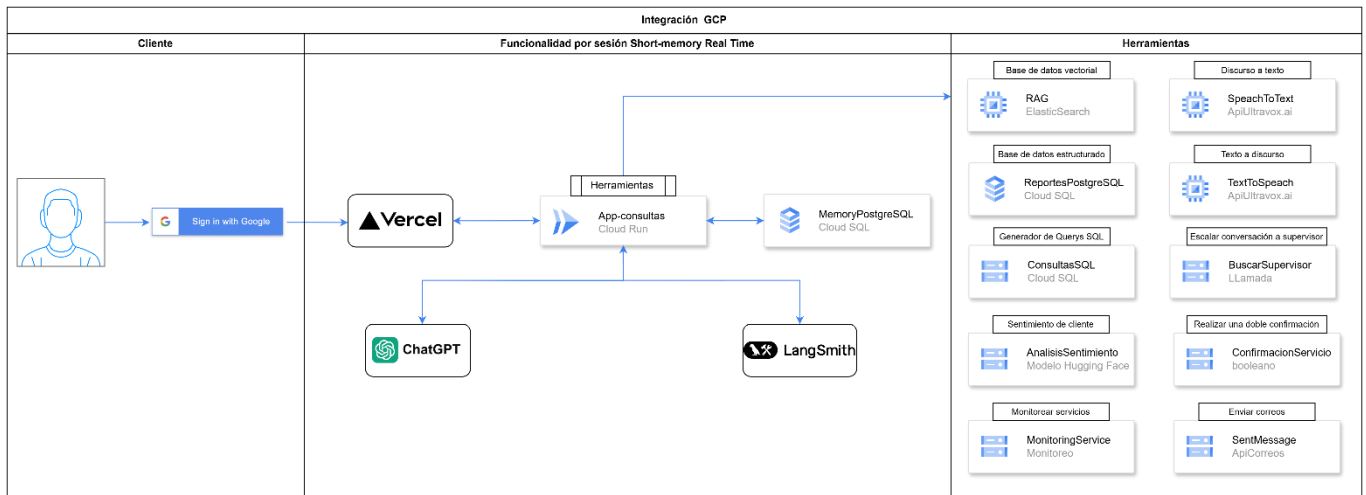 Integración GCP
Cliente
Funcionalidad por sesión Short-memory Real Time
Herramientas
G
Sign in with Google
Vercel
Herramientas
App-consultas
Cloud Run
MemoryPostgreSQL
Cloud SQL
ChatGPT
LangSmith
Base de datos vectorial
RAG
ElasticSearch
Discurso a texto
SpeachToText
ApiUltravox.ai
Base de datos estructurado
ReportesPostgreSQL
Cloud SQL
Texto a discurso
TextToSpeach
ApiUltravox.ai
Generador de Querys SQL
ConsultasSQL
Cloud SQL
Escalar conversación a supervisor
BuscarSupervisor
LLamada
Sentimiento de cliente
AnalisisSentimiento
Modelo Hugging Face
Realizar una doble confirmación
ConfirmacionServicio
booleano
Monitorear servicios
MonitoringService
Monitoreo
Enviar correos
SentMessage
ApiCorreos